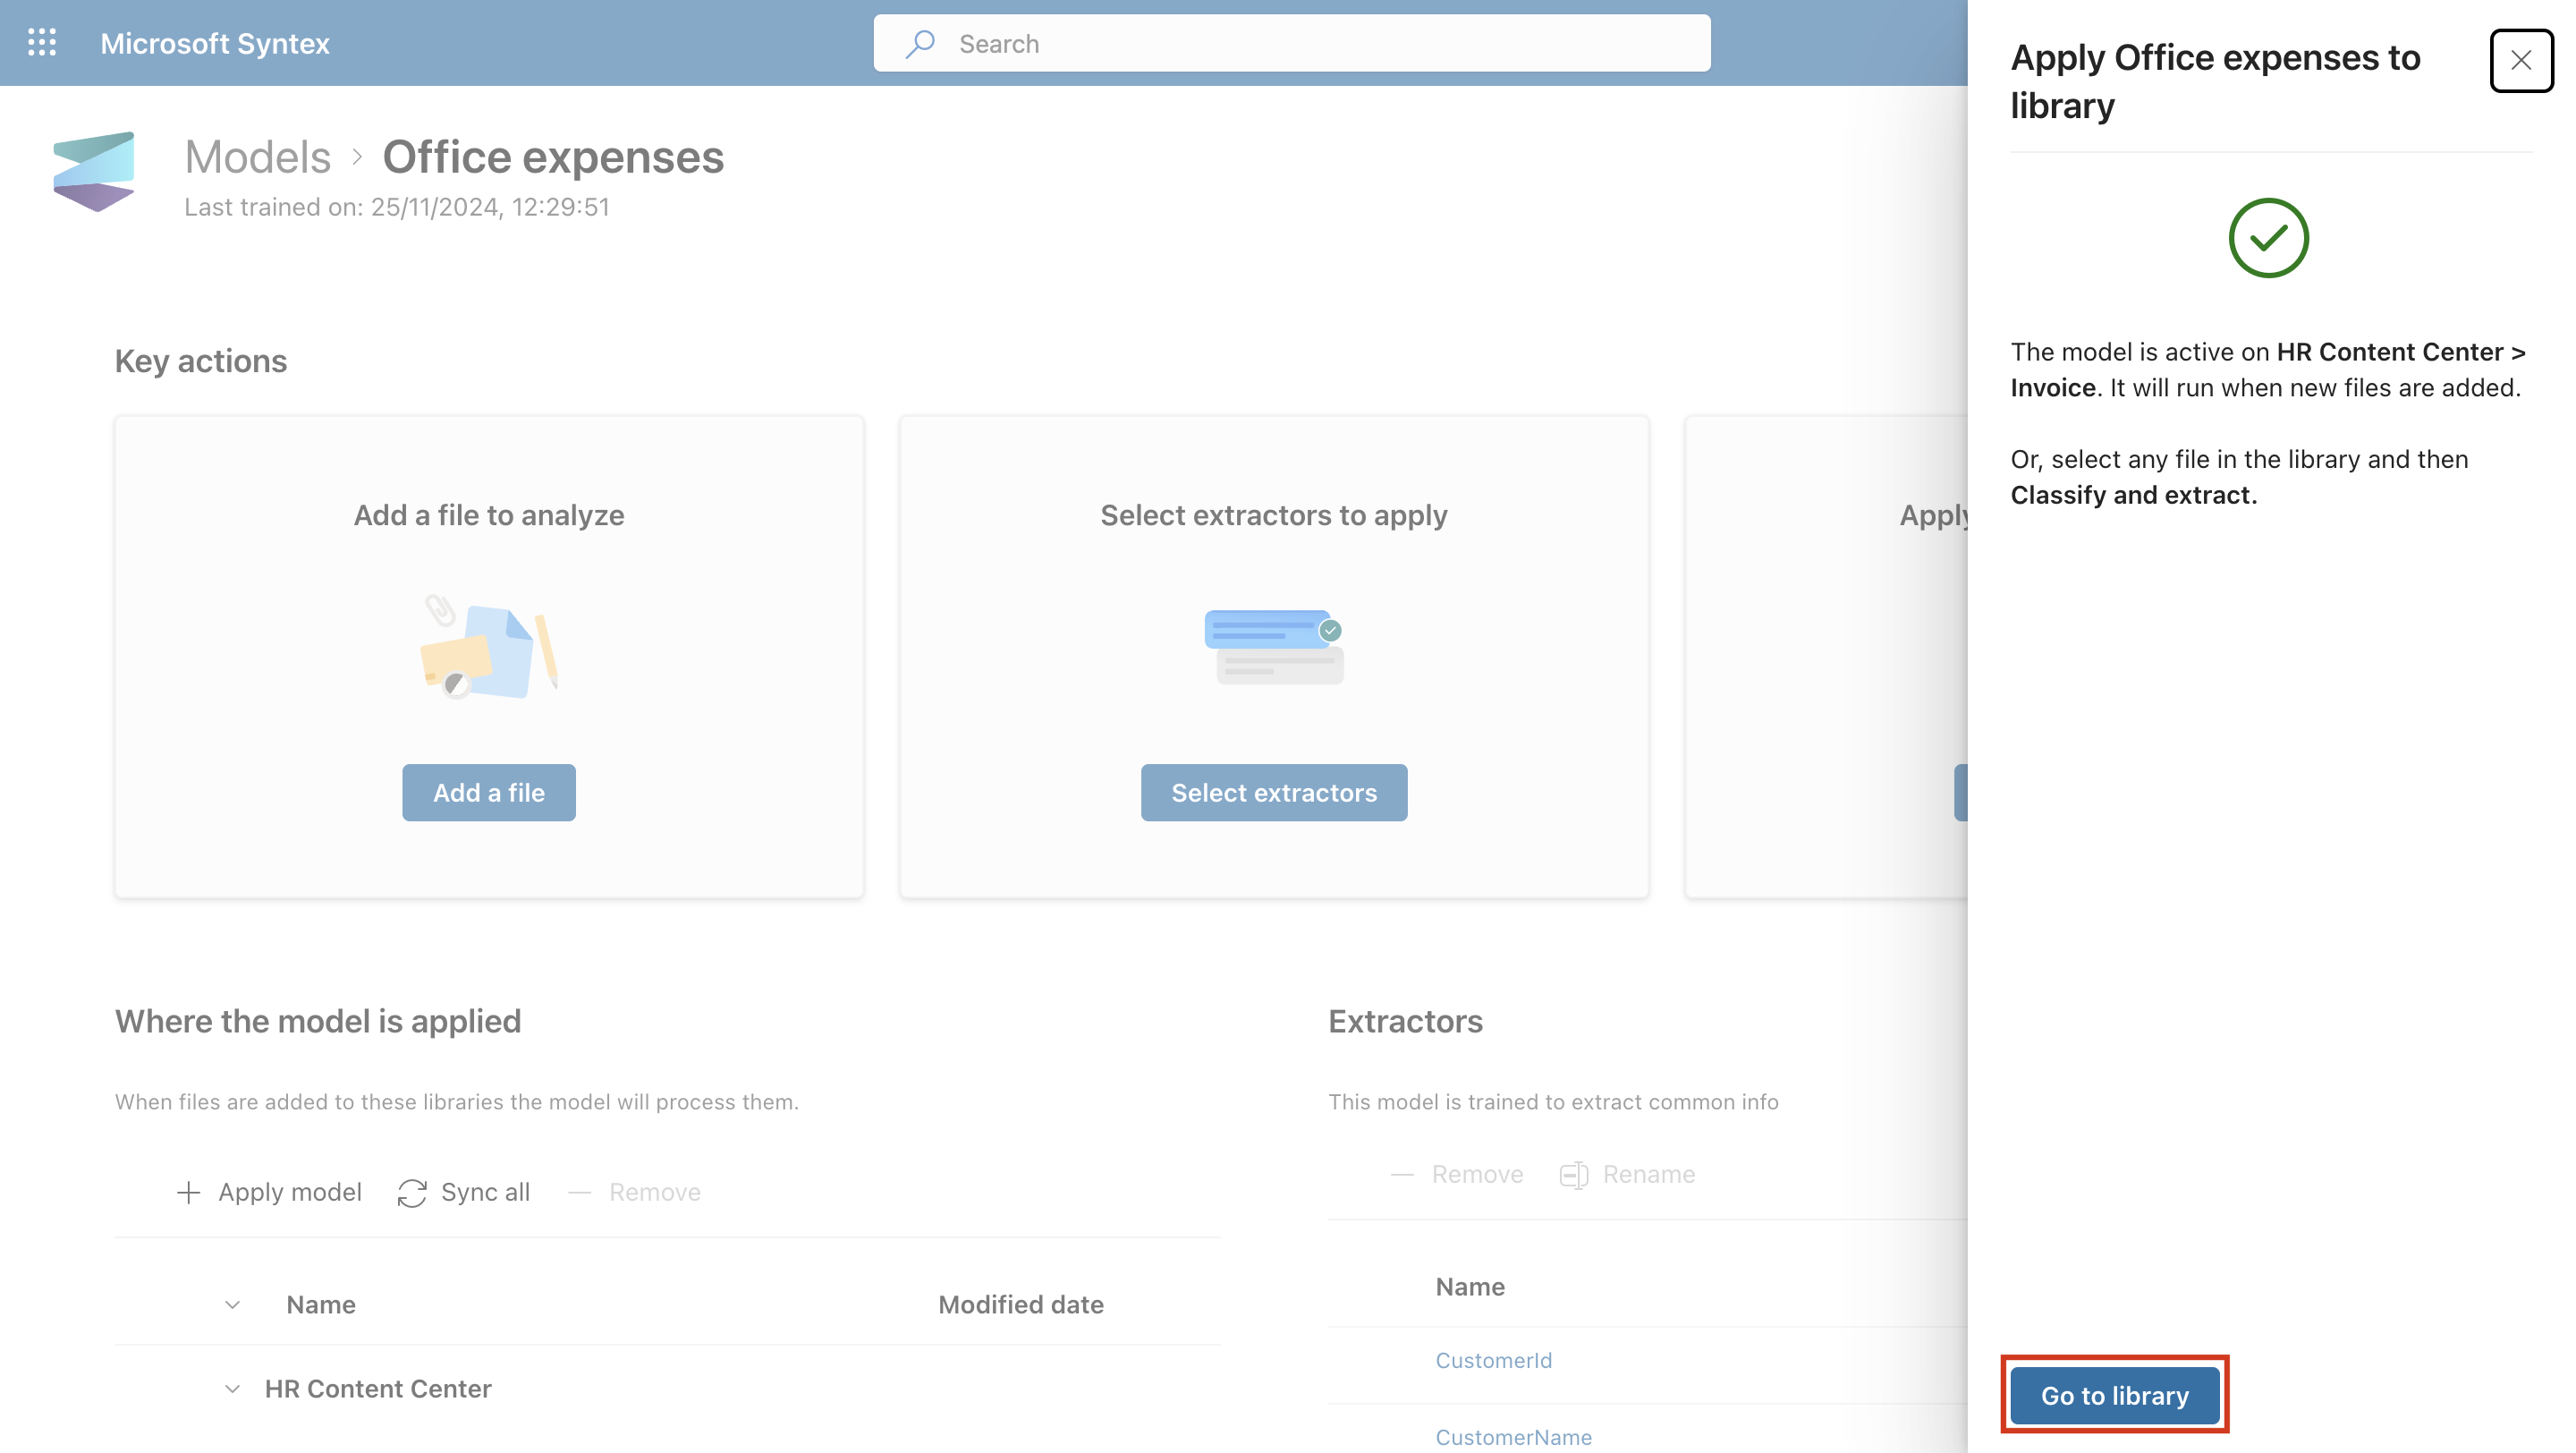 Microsoft Syntex
Search
Models > Office expenses
Last trained on: 25/11/2024, 12:29:51
Key actions
Add a file to analyze
Select extractors to apply
Apply
Add a file
Select extractors
Where the model is applied
When files are added to these libraries the model will process them.
Apply model
Sync all
Remove
Name
Modified date
HR Content Center
Extractors
This model is trained to extract common info
Remove
Rename
Name
CustomerId
CustomerName
Apply Office expenses to
library
The model is active on HR Content Center >
Invoice. It will run when new files are added.
Or, select any file in the library and then
Classify and extract.
Go to library